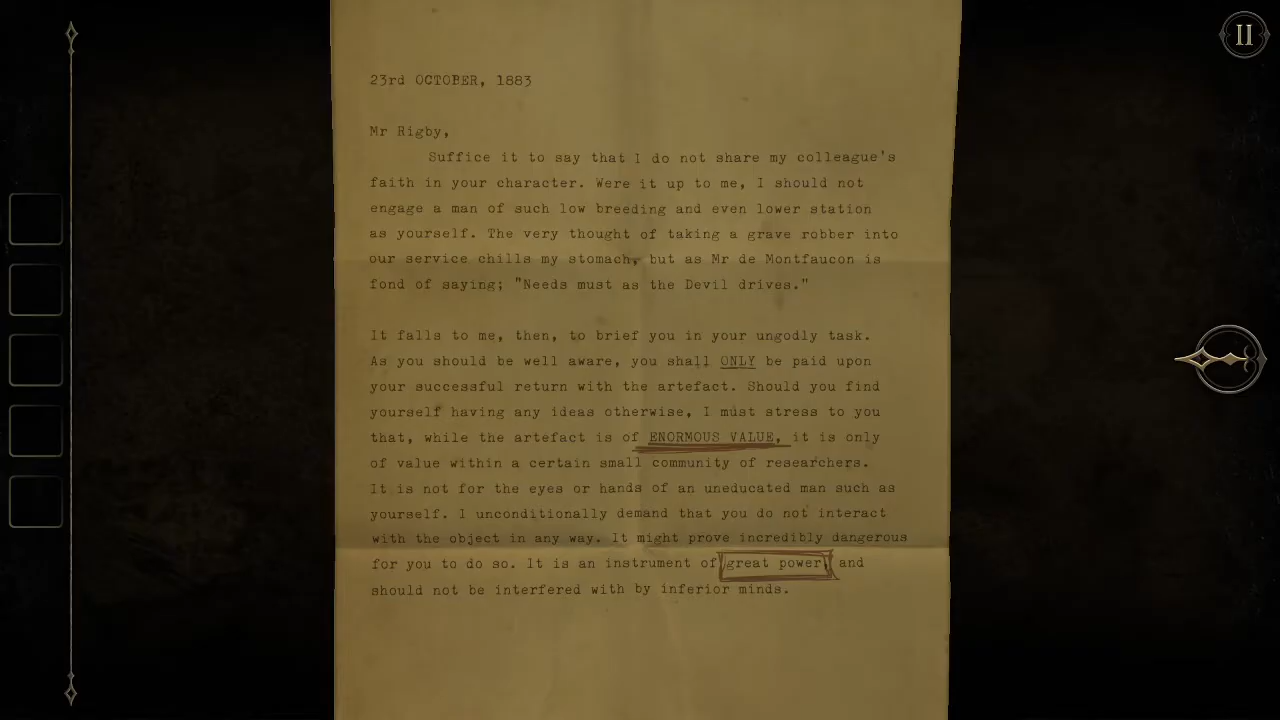 II
23rd OCTOBER, 1883
Mr Rigby,
Suffice it to say that I do not share my colleague's
faith in your character. Were it up to me, I should not
engage a man of such low breeding and even lower station
as yourself. The very thought of taking a grave robber into
our service chills my stomach, but as Mr de Montfaucon is
fond of saying; "Needs must as the Devil drives."
It falls to me, then, to brief you in your ungodly task.
As you should be well aware, you shall ONLY be paid upon
your successful return with the artefact. Should you find
yourself having any ideas otherwise, I must stress to you
that, while the artefact is of ENORMOUS VALUE, it is only
of value within a certain small community of researchers.
It is not for the eyes or hands of an uneducated man such as
yourself. I unconditionally demand that you do not interact
with the object in any way. It might prove incredibly dangerous
for you to do so. It is an instrument of great power, and
should not be interfered with by inferior minds.